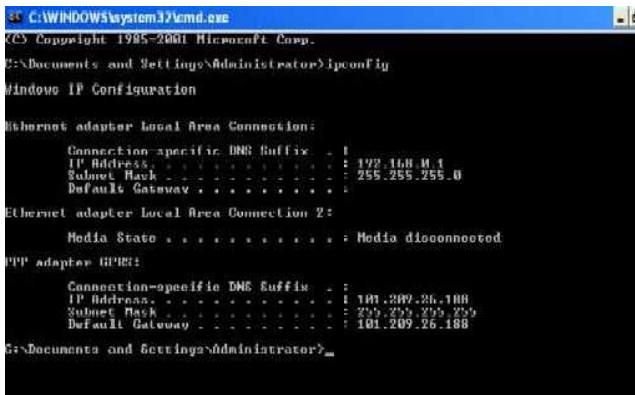 C:\WINDOWS\system32\cmd.exe
(C) Copyright 1985-2001 Microsoft Corp.
C:\Documents and Settings\Administrator>ipconfig
Windows IP Configuration
Ethernet adapter Local Area Connection:
Connection-specific DNS Suffix . :
IP Address. . . . . . . . . . . . : 192.168.0.1
Subnet Mask . . . . . . . . . . . : 255.255.255.0
Default Gateway . . . . . . . . . :
Ethernet adapter Local Area Connection 2:
Media State . . . . . . . . . . . : Media disconnected
PPP adapter GPRS:
Connection-specific DNS Suffix . :
IP Address. . . . . . . . . . . . : 101.209.26.188
Subnet Mask . . . . . . . . . . . : 255.255.255.255
Default Gateway . . . . . . . . . : 101.209.26.188
C:\Documents and Settings\Administrator>_